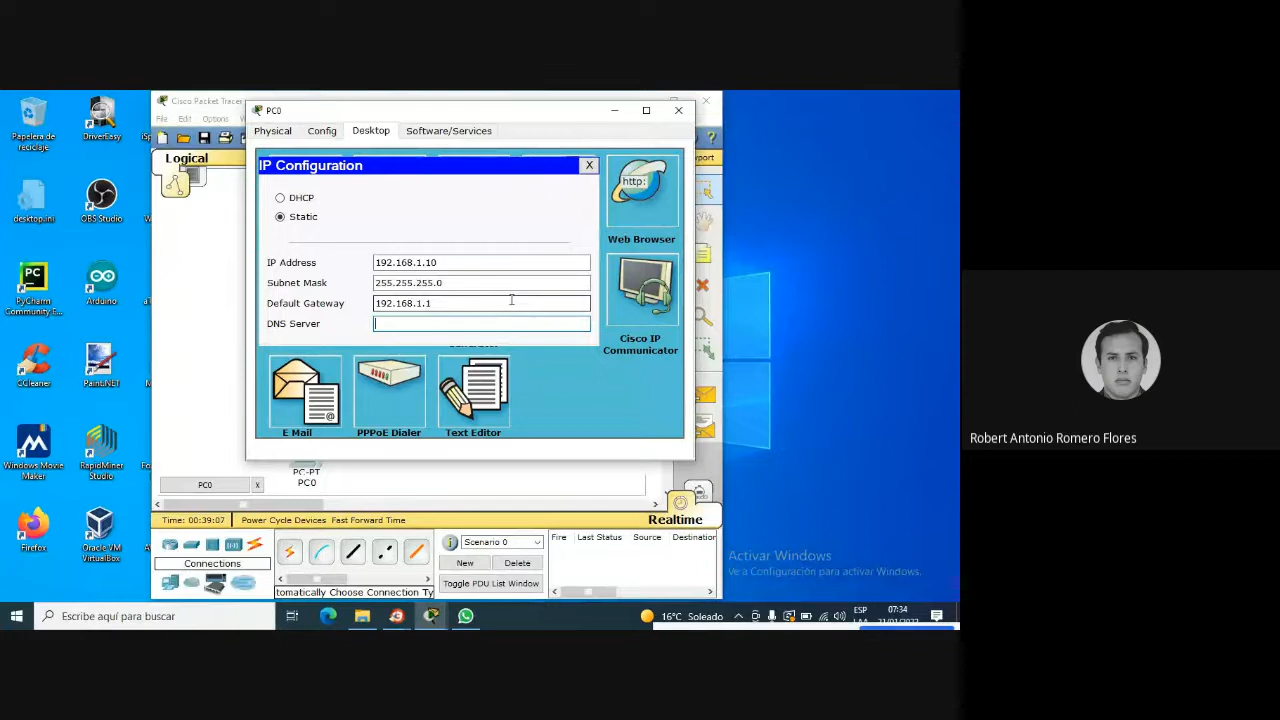 Cisco Packet Tracer
File Edit Options
PC0
Physical Config Desktop Software/Services
Logical
IP Configuration X
DHCP
Static
IP Address 192.168.1.10
Subnet Mask 255.255.255.0
Default Gateway 192.168.1.1
DNS Server
http:
Web Browser
Cisco IP
Communicator
E Mail PPPoE Dialer Text Editor
PC-PT
PC0
PC0 X
Time: 00:39:07 Power Cycle Devices Fast Forward Time
Realtime
Connections
Scenario 0
New Delete
Toggle PDU List Window
Fire Last Status Source Destination
tomatically Choose Connection Ty
Papelera de
reciclaje
DriverEasy
desktop.ini
OBS Studio
PyCharm
Community E...
Arduino
CCleaner
Paint.NET
Windows Movie
Maker
RapidMiner
Studio
Firefox
Oracle VM
VirtualBox
Activar Windows
Ve a Configuración para activar Windows.
Escribe aquí para buscar
16°C Soleado
ESP
LAA
07:34
Robert Antonio Romero Flores